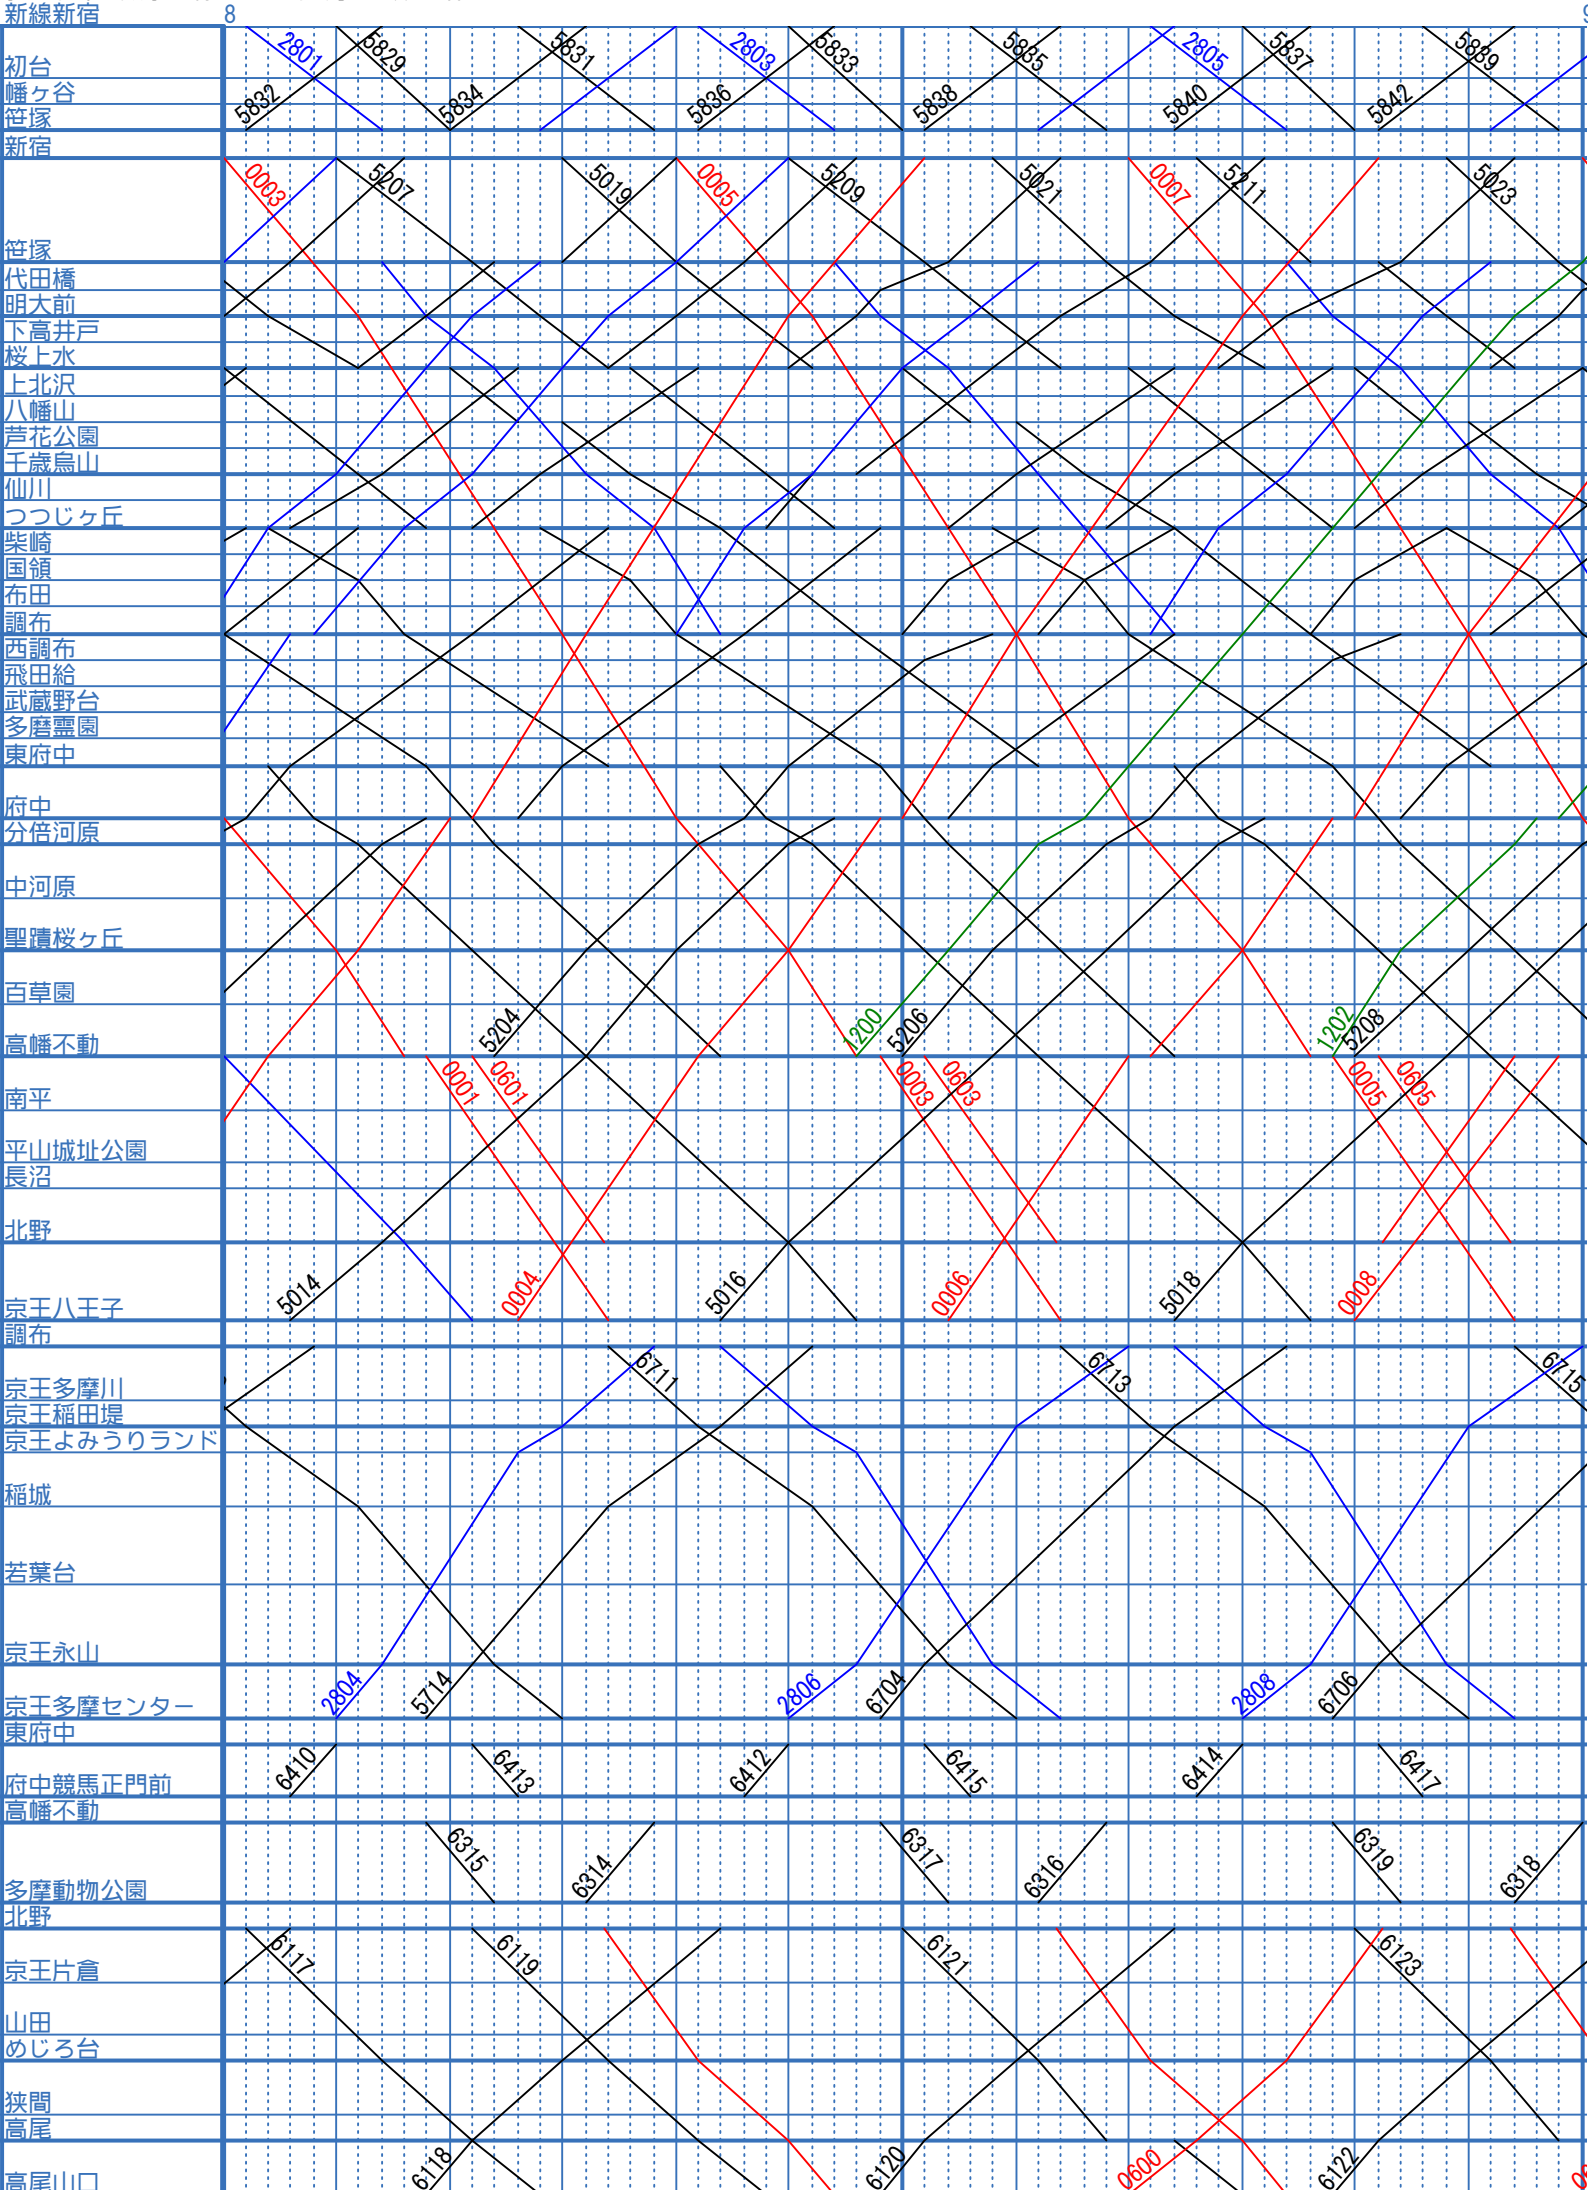 新線新宿 8 9
2801 5829 5831 2803 5833 5835 2805 5837 5839
初台
幡ヶ谷
5832 5834 5836 5838 5840 5842
笹塚
新宿
0003 5207 5019 0005 5209 5021 0007 5211 5023
笹塚
代田橋
明大前
下高井戸
桜上水
上北沢
八幡山
芦花公園
千歳烏山
仙川
つつじヶ丘
柴崎
国領
布田
調布
西調布
飛田給
武蔵野台
多磨霊園
東府中
府中
分倍河原
中河原
聖蹟桜ヶ丘
百草園
5204 1200 5206 1202 5208
高幡不動
0001 0601 0003 0603 0005 0605
南平
平山城址公園
長沼
北野
5014 0004 5016 0006 5018 0008
京王八王子
調布
6711 6713 6715
京王多摩川
京王稲田堤
京王よみうりランド
稲城
若葉台
京王永山
2804 5714 2806 6704 2808 6706
京王多摩センター
東府中
6410 6413 6412 6415 6414 6417
府中競馬正門前
高幡不動
6315 6314 6317 6316 6319 6318
多摩動物公園
北野
6117 6119 6121 6123
京王片倉
山田
めじろ台
狭間
高尾
6118 6120 0600 6122
高尾山口